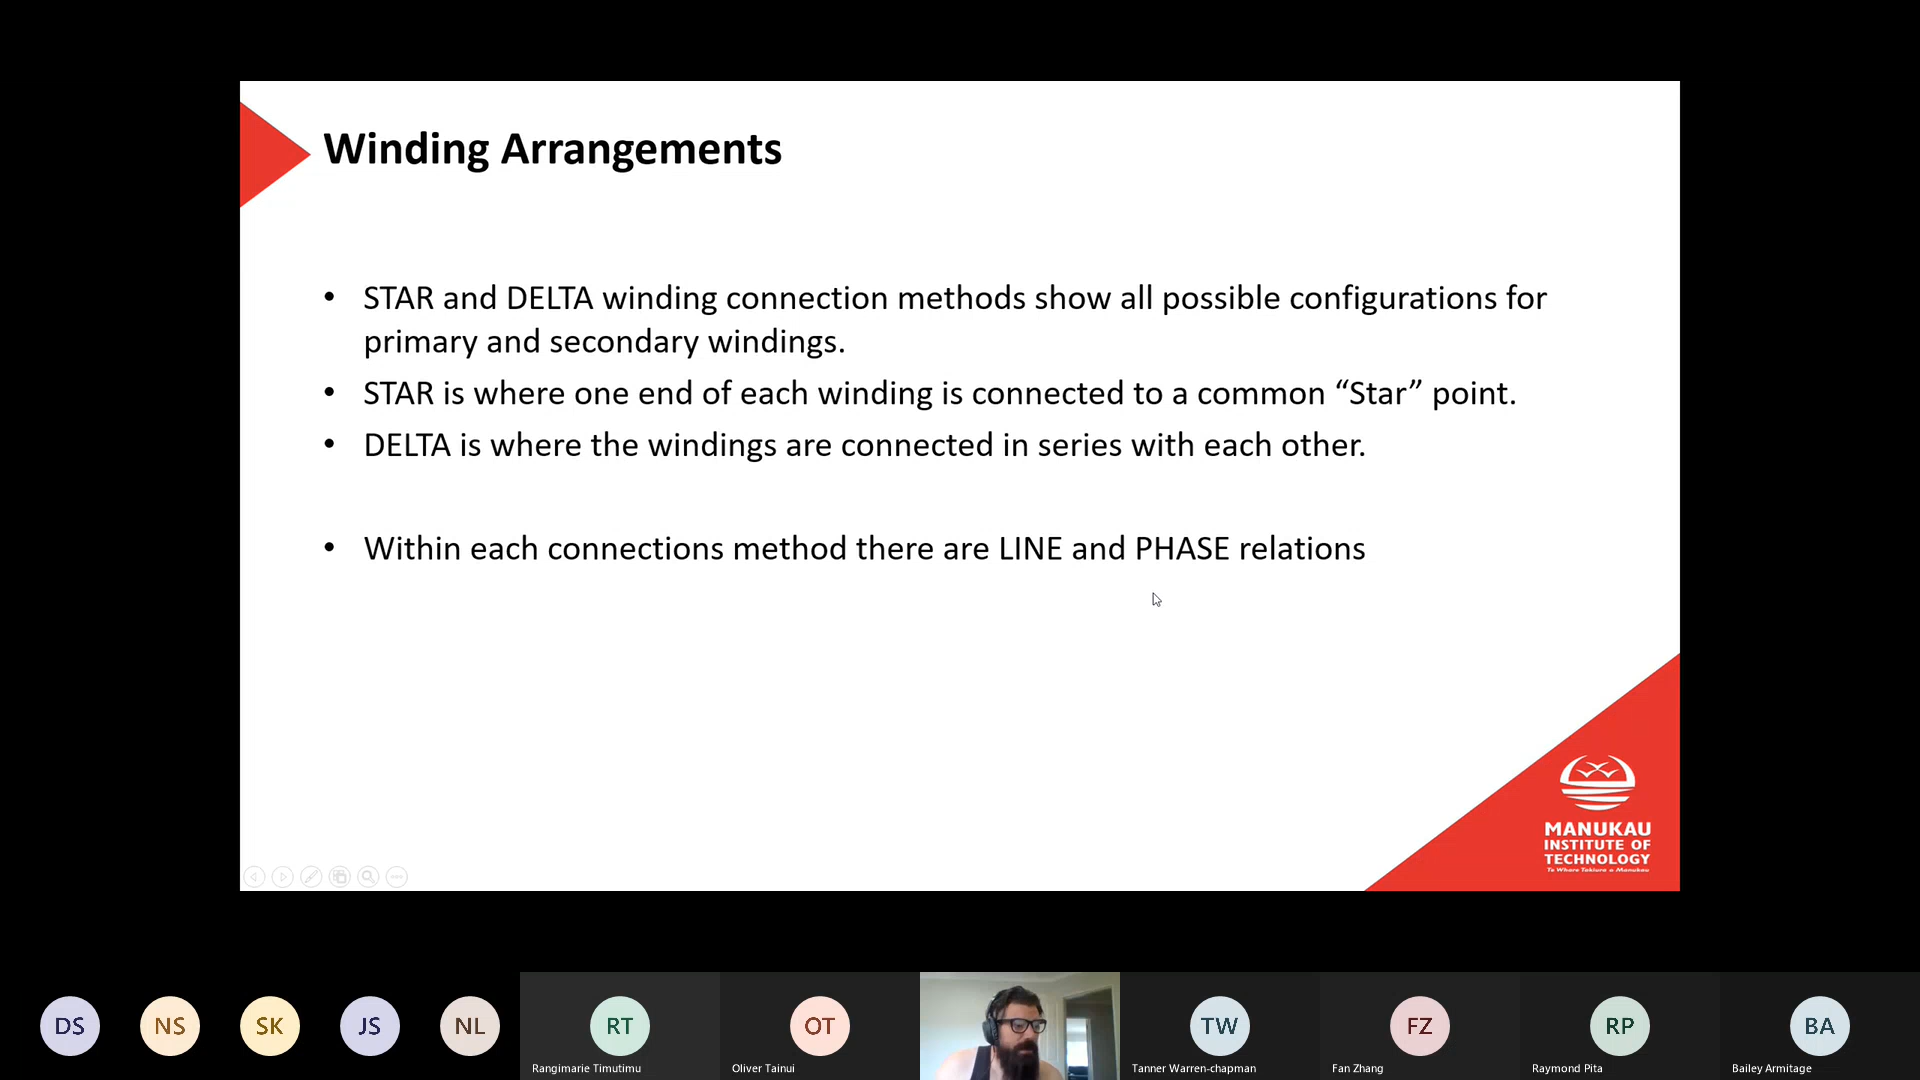 Winding Arrangements
• STAR and DELTA winding connection methods show all possible configurations for
primary and secondary windings.
• STAR is where one end of each winding is connected to a common “Star” point.
• DELTA is where the windings are connected in series with each other.
• Within each connections method there are LINE and PHASE relations
MANUKAU
INSTITUTE OF
TECHNOLOGY
Te Whare Takiura o Manukau
DS
NS
SK
JS
NL
RT
OT
TW
FZ
RP
BA
Rangimarie Timutimu
Oliver Tainui
Tanner Warren-chapman
Fan Zhang
Raymond Pita
Bailey Armitage